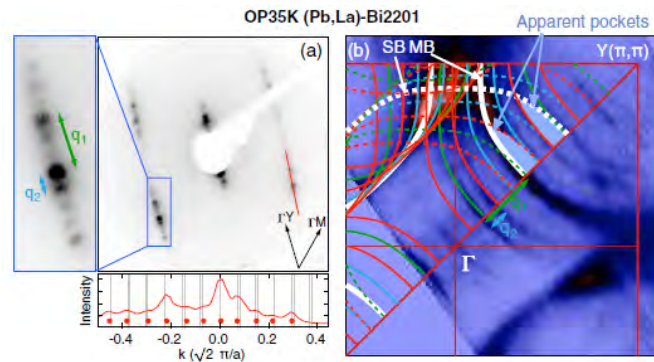 OP35K (Pb,La)-Bi2201
(a)
q₁
q₂
ΓY
ΓM
Intensity
-0.4 -0.2 0.0 0.2 0.4
k (√2 π/a)
(b)
Apparent pockets
SB MB
Y(π,π)
q₁
q₂
Γ